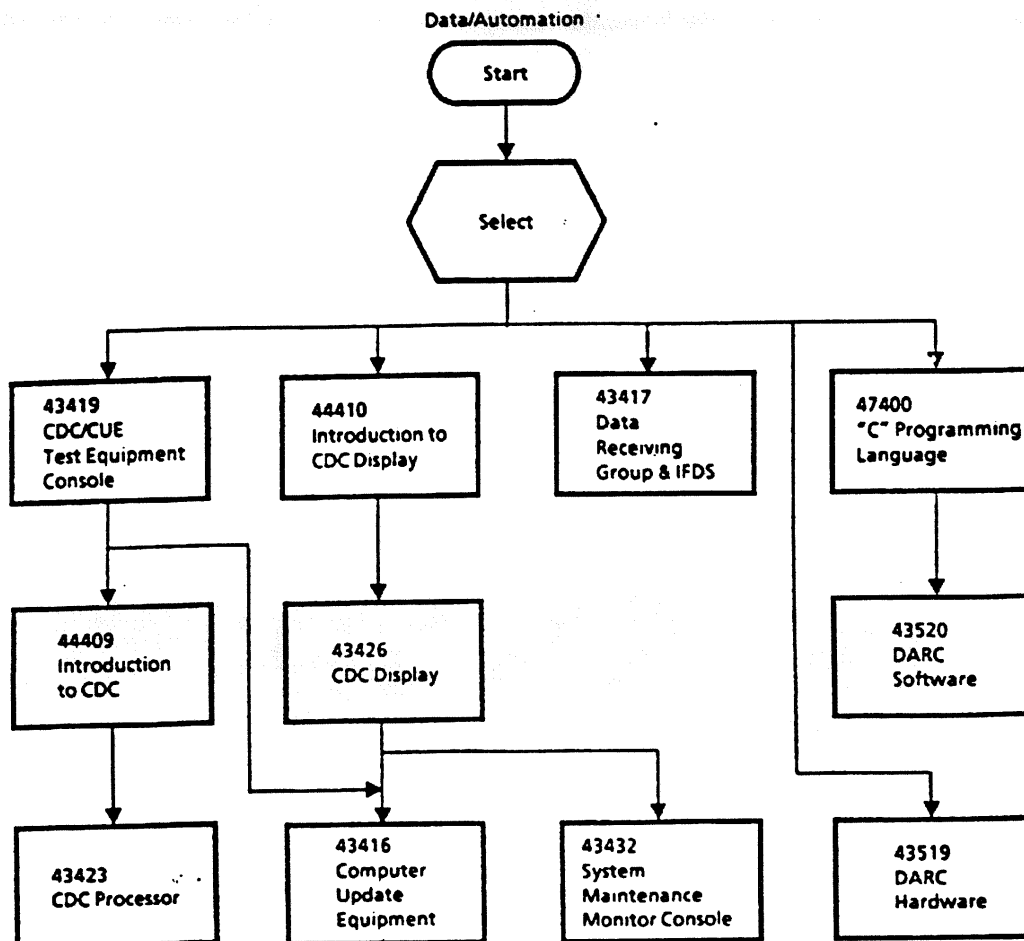 Data/Automation
Start
Select
43419
CDC/CUE
Test Equipment
Console
44410
Introduction to
CDC Display
43417
Data
Receiving
Group & IFDS
47400
"C" Programming
Language
44409
Introduction
to CDC
43426
CDC Display
43520
DARC
Software
43423
CDC Processor
43416
Computer
Update
Equipment
43432
System
Maintenance
Monitor Console
43519
DARC
Hardware